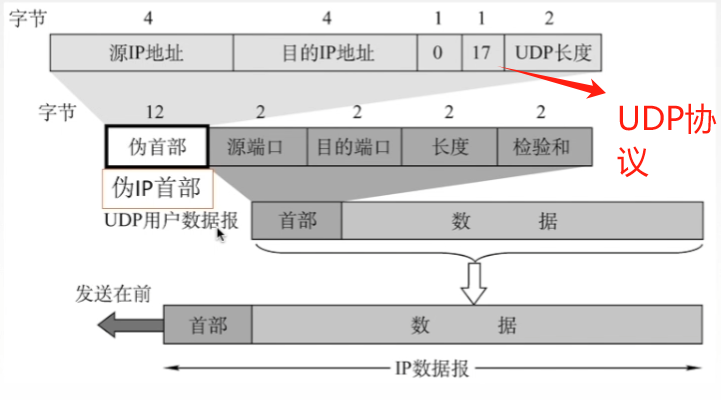 字节 4 4 1 1 2
源IP地址 目的IP地址 0 17 UDP长度
字节 12 2 2 2 2
伪首部 源端口 目的端口 长度 检验和
UDP协议
伪IP首部
UDP用户数据报 首部 数 据
发送在前
首部 数 据
IP数据报